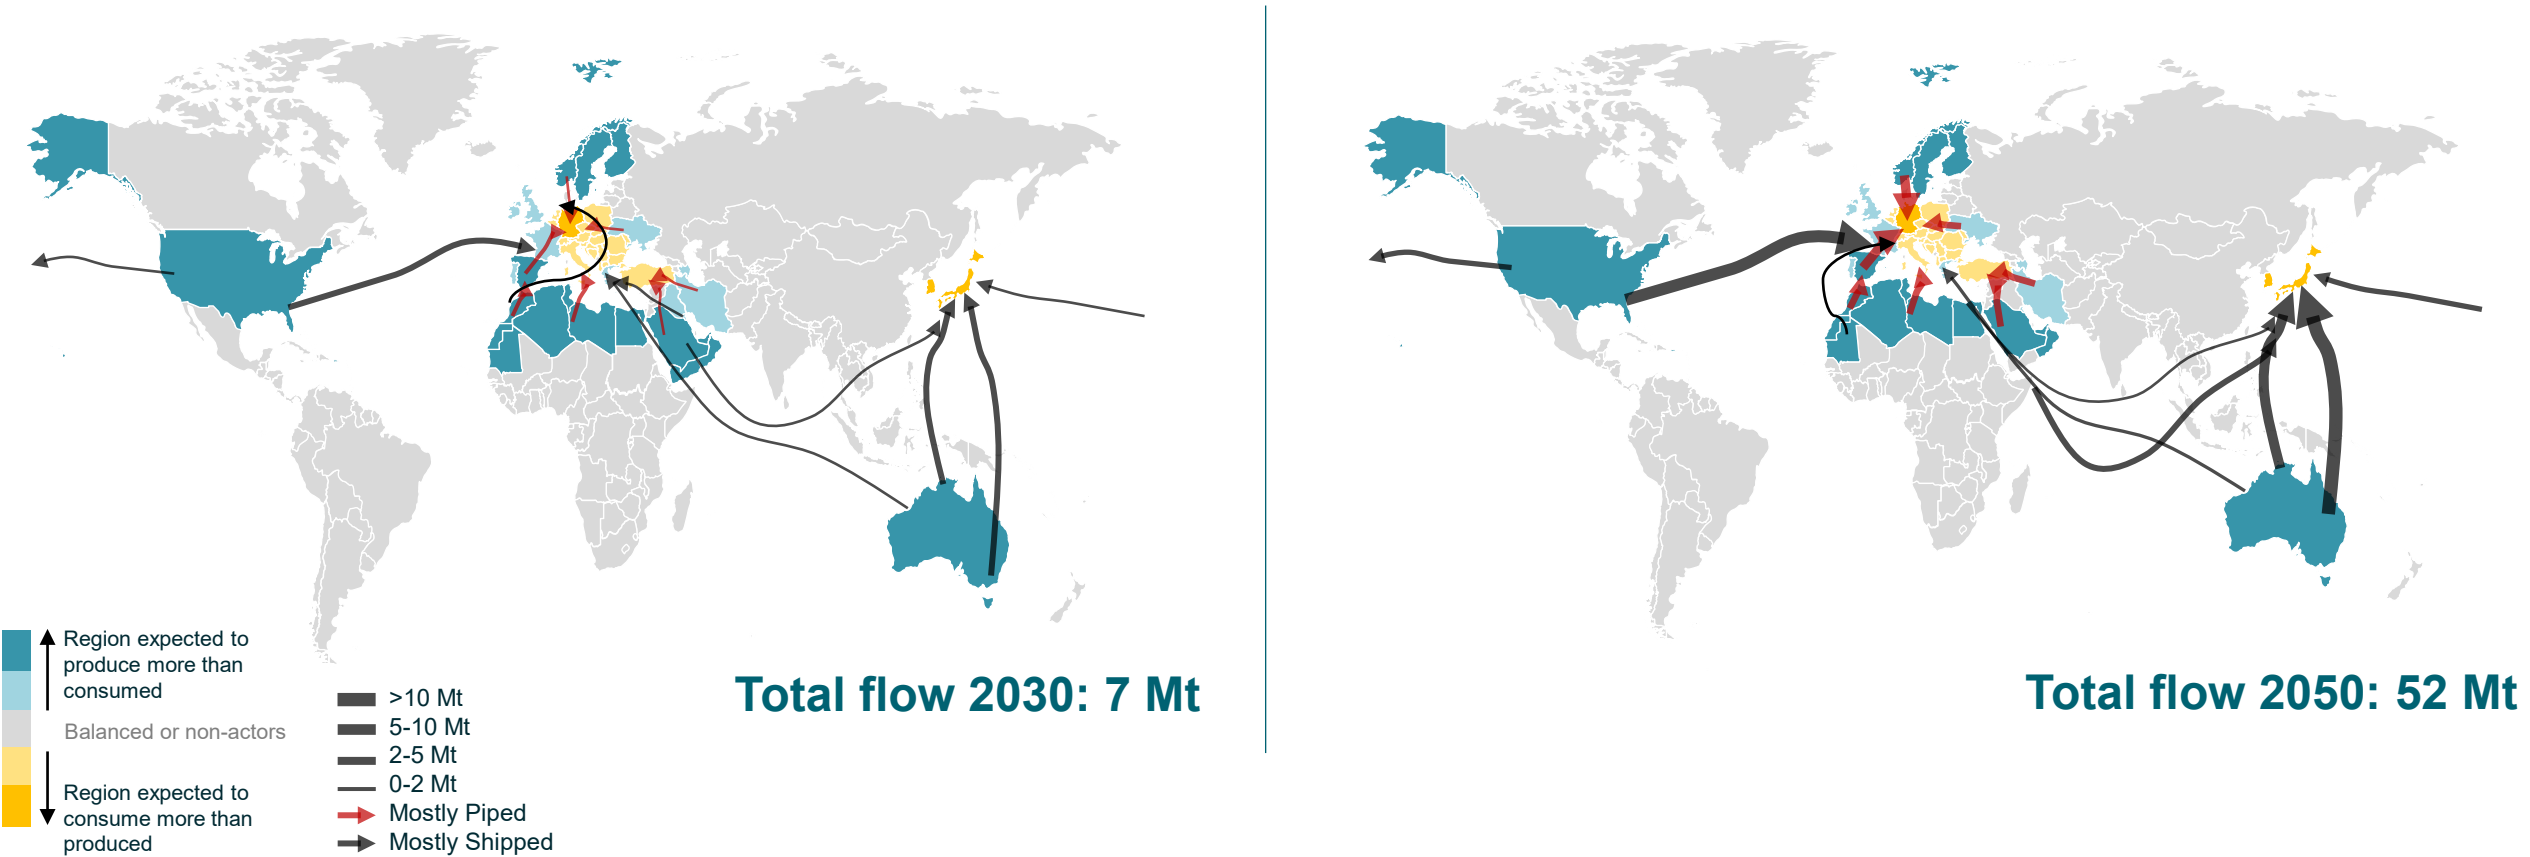 Region expected to
produce more than
consumed
Balanced or non-actors
Region expected to
consume more than
produced
>10 Mt
5-10 Mt
2-5 Mt
0-2 Mt
Mostly Piped
Mostly Shipped
Total flow 2030: 7 Mt
Total flow 2050: 52 Mt